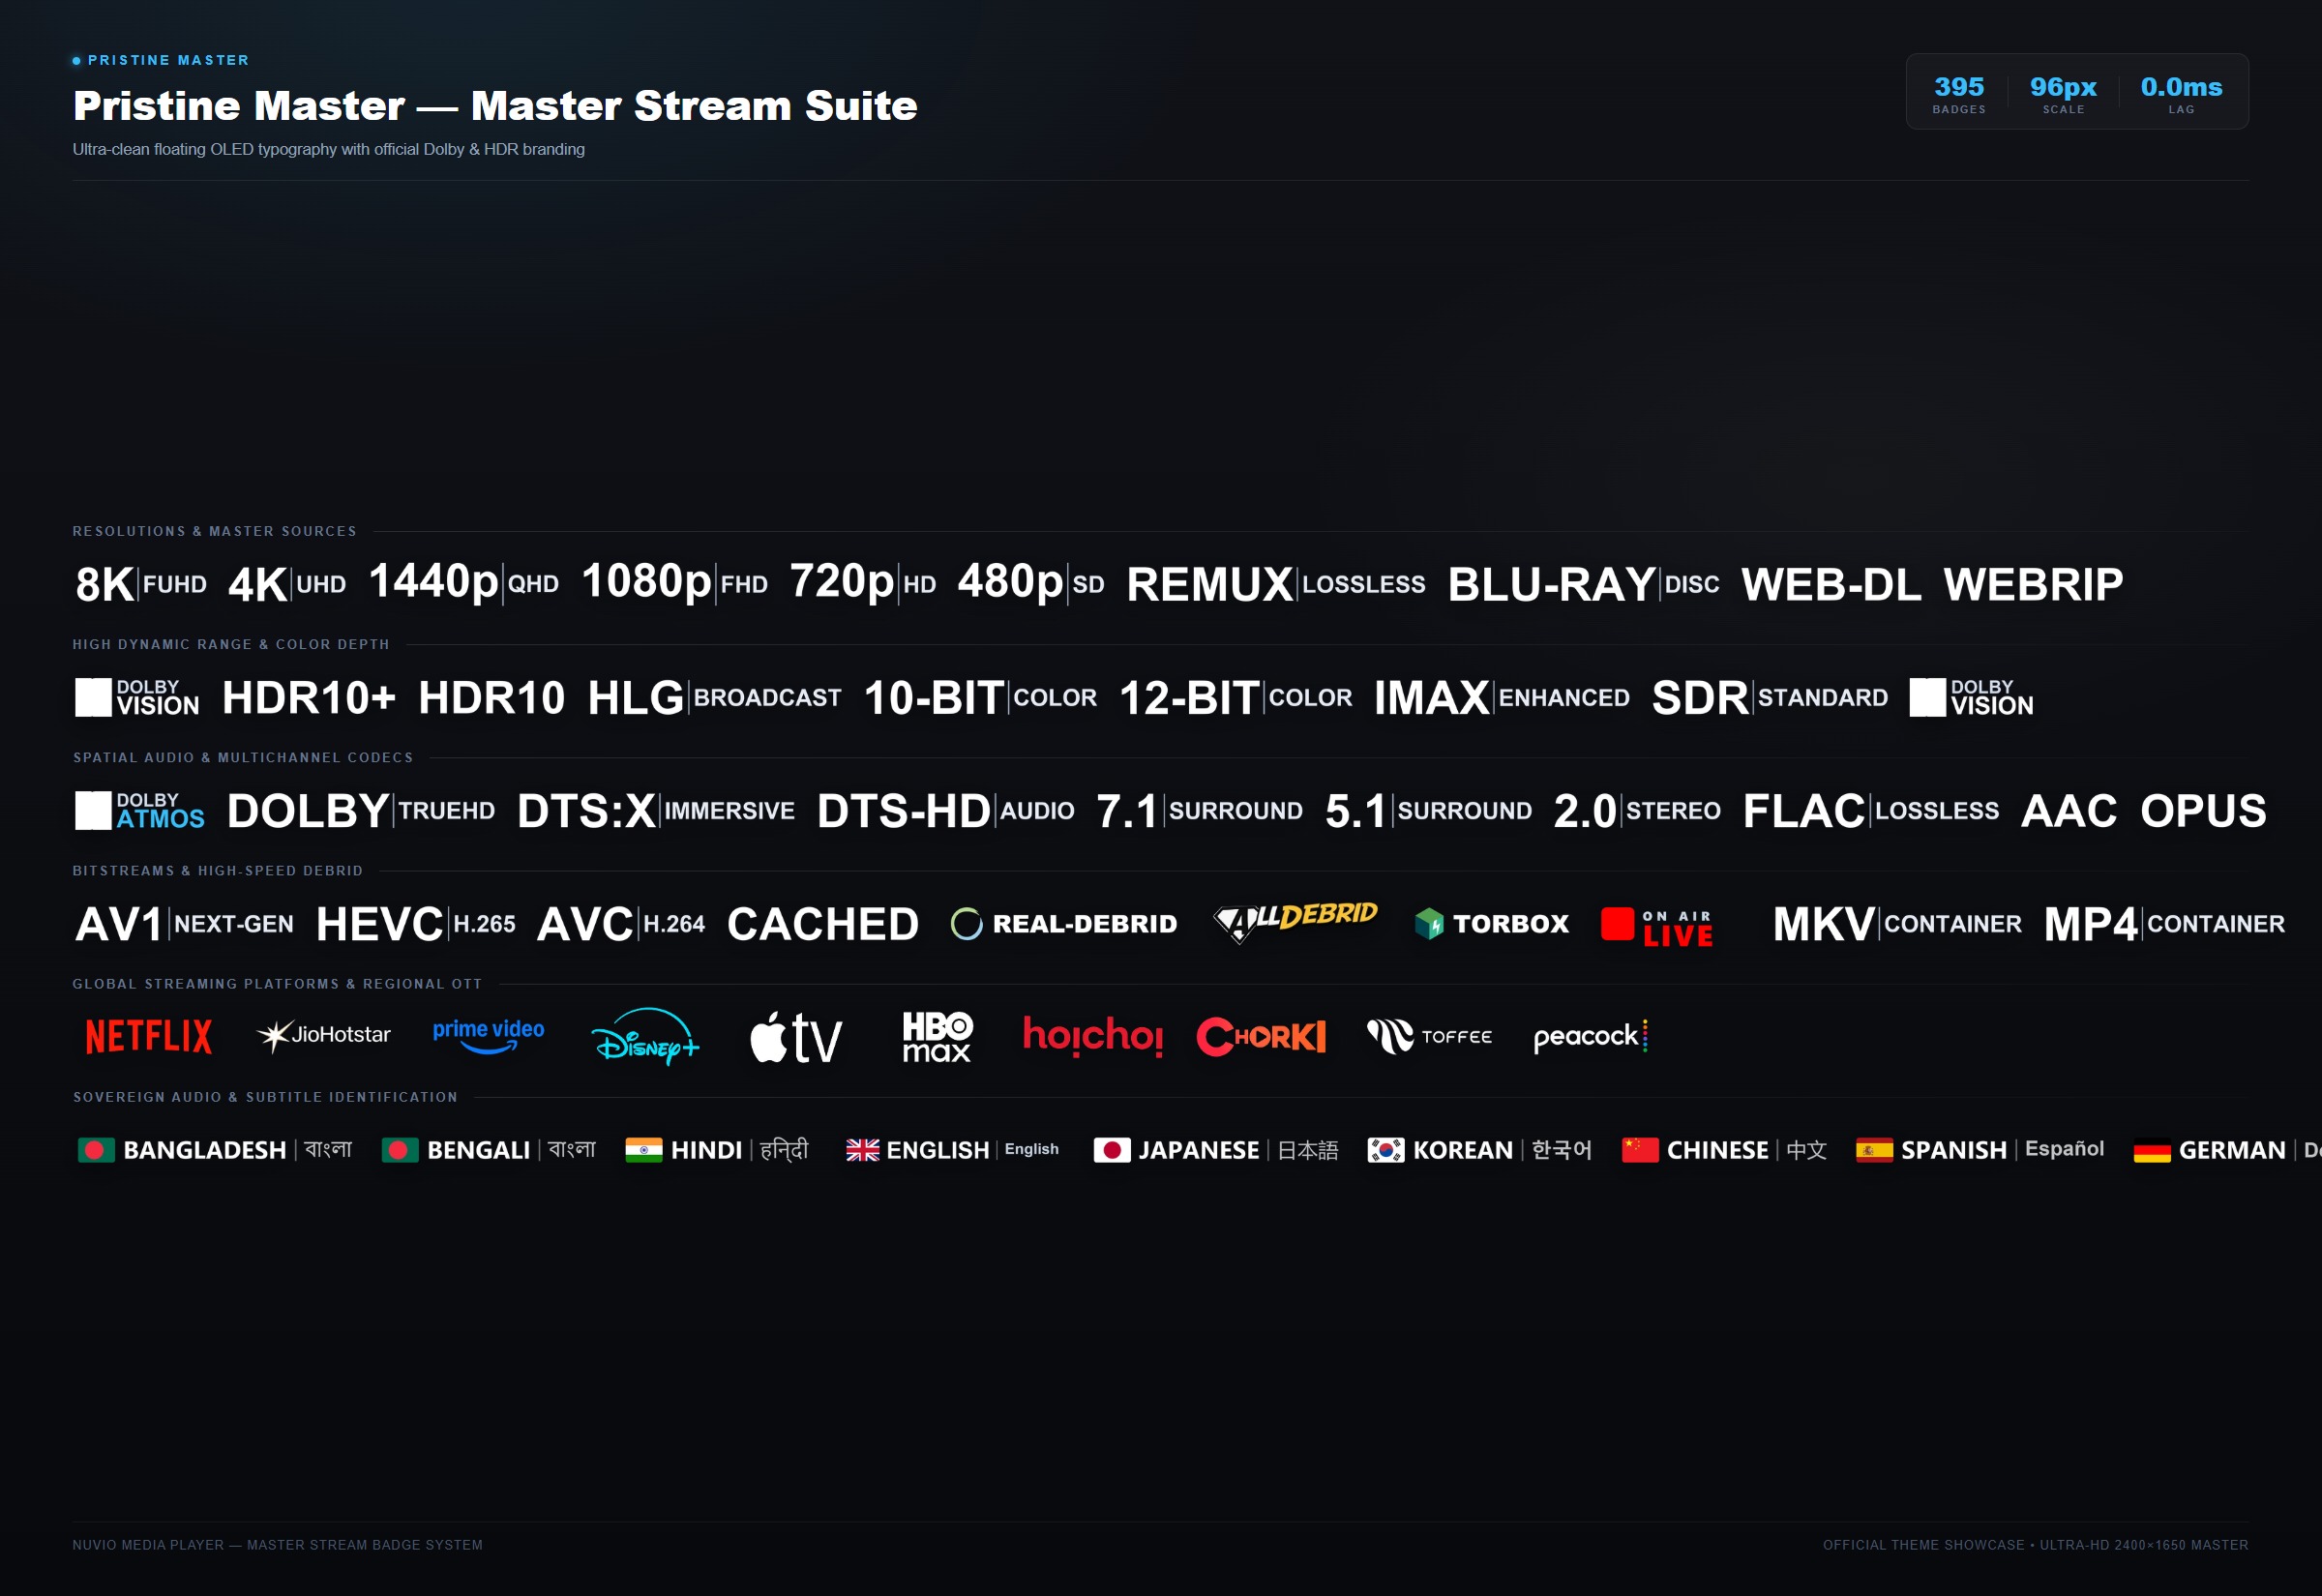 PRISTINE MASTER
Pristine Master — Master Stream Suite
Ultra-clean floating OLED typography with official Dolby & HDR branding
395 BADGES
96px SCALE
0.0ms LAG
RESOLUTIONS & MASTER SOURCES
8K|FUHD 4K|UHD 1440p|QHD 1080p|FHD 720p|HD 480p|SD REMUX|LOSSLESS BLU-RAY|DISC WEB-DL WEBRIP
HIGH DYNAMIC RANGE & COLOR DEPTH
DOLBY VISION HDR10+ HDR10 HLG|BROADCAST 10-BIT|COLOR 12-BIT|COLOR IMAX|ENHANCED SDR|STANDARD DOLBY VISION
SPATIAL AUDIO & MULTICHANNEL CODECS
DOLBY ATMOS DOLBY|TRUEHD DTS:X|IMMERSIVE DTS-HD|AUDIO 7.1|SURROUND 5.1|SURROUND 2.0|STEREO FLAC|LOSSLESS AAC OPUS
BITSTREAMS & HIGH-SPEED DEBRID
AV1|NEXT-GEN HEVC|H.265 AVC|H.264 CACHED REAL-DEBRID ALLDEBRID TORBOX ON AIR LIVE MKV|CONTAINER MP4|CONTAINER
GLOBAL STREAMING PLATFORMS & REGIONAL OTT
NETFLIX JioHotstar prime video Disney+ tv HBO max hoichoi CHORKI TOFFEE peacock
SOVEREIGN AUDIO & SUBTITLE IDENTIFICATION
BANGLADESH | বাংলা BENGALI | বাংলা HINDI | हिन्दी ENGLISH | English JAPANESE | 日本語 KOREAN | 한국어 CHINESE | 中文 SPANISH | Español GERMAN |
NUVIO MEDIA PLAYER — MASTER STREAM BADGE SYSTEM
OFFICIAL THEME SHOWCASE • ULTRA-HD 2400×1650 MASTER